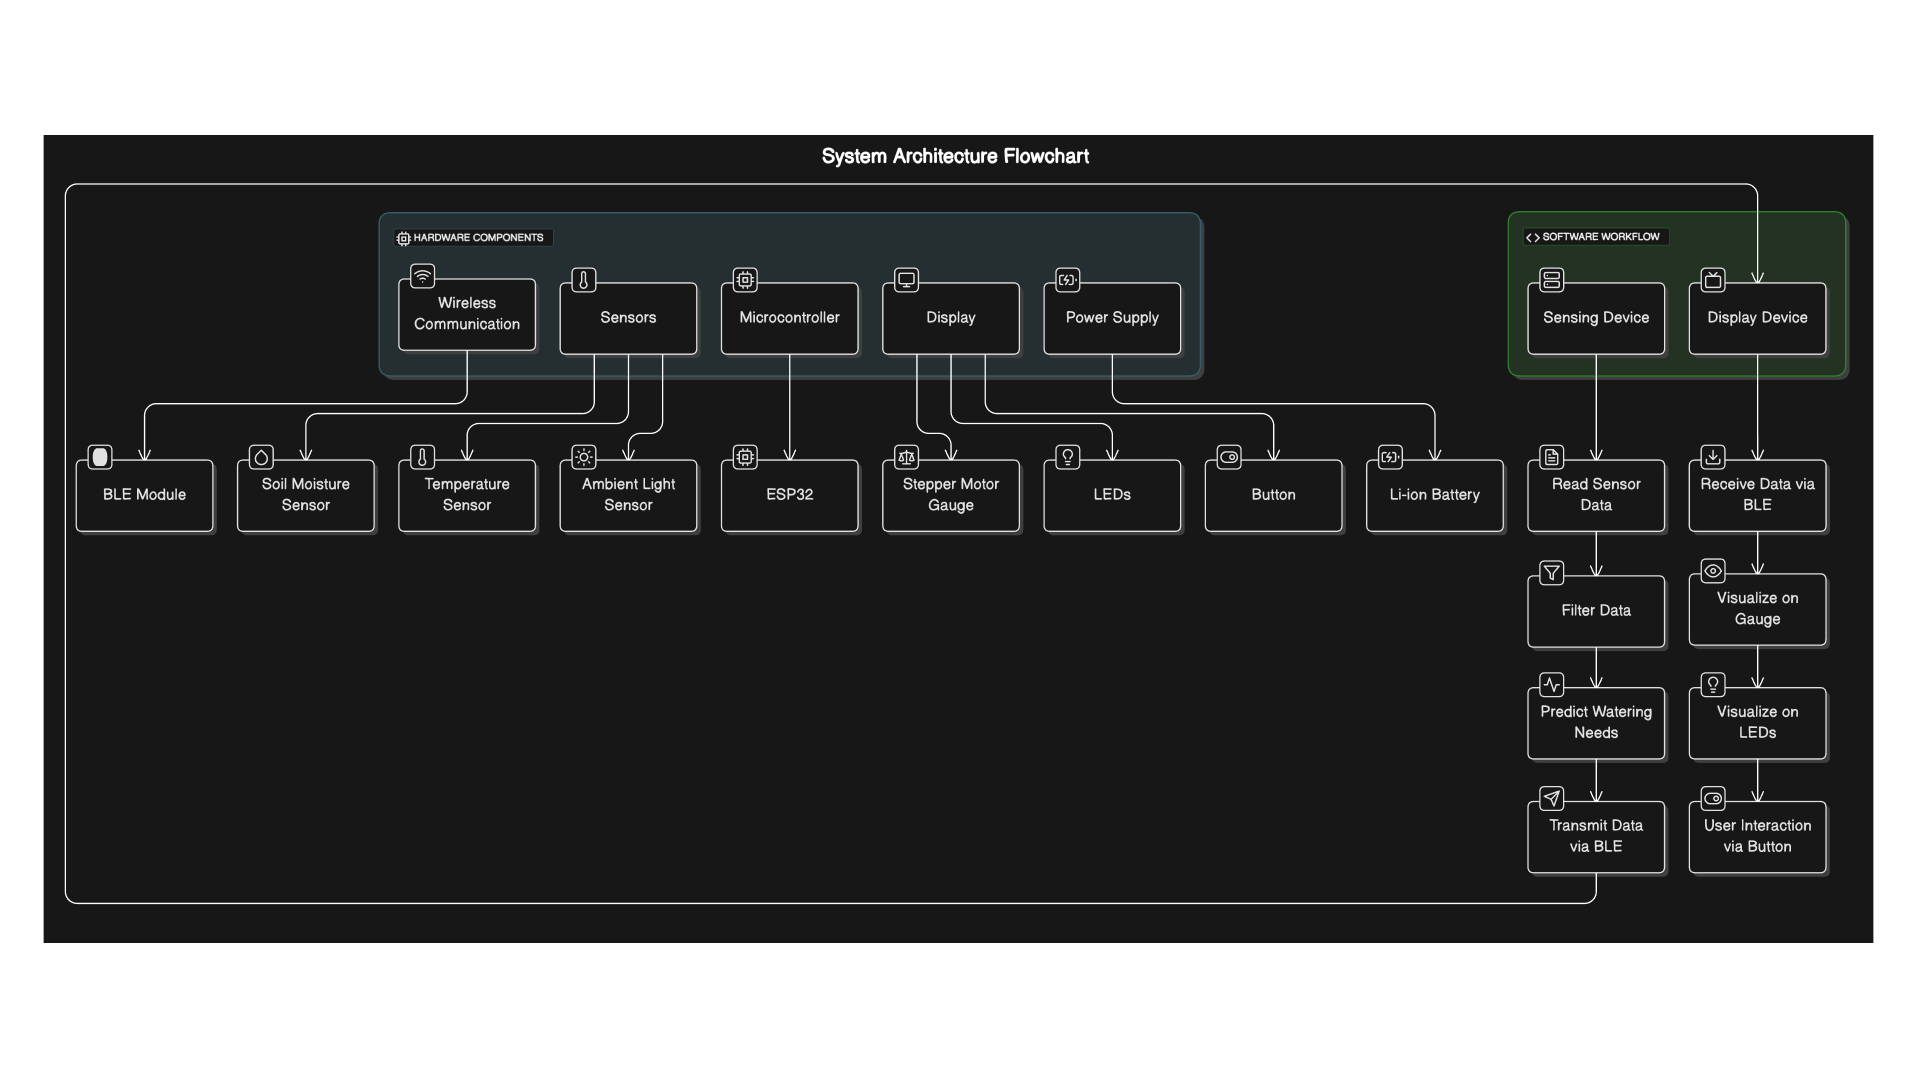 System Architecture Flowchart
HARDWARE COMPONENTS
SOFTWARE WORKFLOW
Wireless
Communication
Sensors
Microcontroller
Display
Power Supply
Sensing Device
Display Device
BLE Module
Soil Moisture
Sensor
Temperature
Sensor
Ambient Light
Sensor
ESP32
Stepper Motor
Gauge
LEDs
Button
Li-ion Battery
Read Sensor
Data
Receive Data via
BLE
Filter Data
Visualize on
Gauge
Predict Watering
Needs
Visualize on
LEDs
Transmit Data
via BLE
User Interaction
via Button